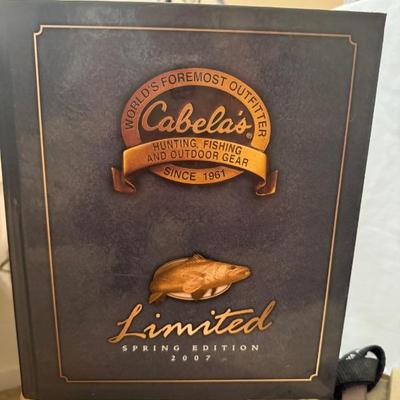 WORLD'S FOREMOST OUTFITTER
Cabela's®
HUNTING, FISHING
AND OUTDOOR GEAR
SINCE 1961
Limited
SPRING EDITION
2007